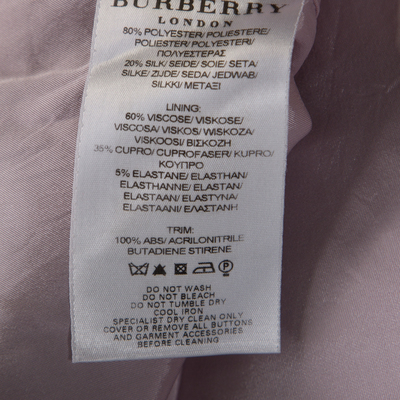 BURBERRY
LONDON
80% POLYESTER/ POLIESTERE/
POLIESTER/ POLYESTER/
ΠΟΛΥΕΣΤΕΡΑΣ
20% SILK/ SEIDE/ SOIE/ SETA/
SILKE/ ZIJDE/ SEDA/ JEDWAB/
SILKKI/ ΜΕΤΑΞΙ
LINING:
60% VISCOSE/ VISKOSE/
VISCOSA/ VISKOS/ WISKOZA/
VISKOOSI/ ΒΙΣΚΟΖΗ
35% CUPRO/ CUPROFASER/ KUPRO/
ΚΟΥΠΡΟ
5% ELASTANE/ ELASTHAN/
ELASTHANNE/ ELASTAN/
ELASTAAN/ ELASTYNA/
ELASTAANI/ ΕΛΑΣΤΑΝΗ
TRIM:
100% ABS/ ACRILONITRILE
BUTADIENE STIRENE
P
DO NOT WASH
DO NOT BLEACH
DO NOT TUMBLE DRY
COOL IRON
SPECIALIST DRY CLEAN ONLY
COVER OR REMOVE ALL BUTTONS
AND GARMENT ACCESSORIES
BEFORE CLEANING